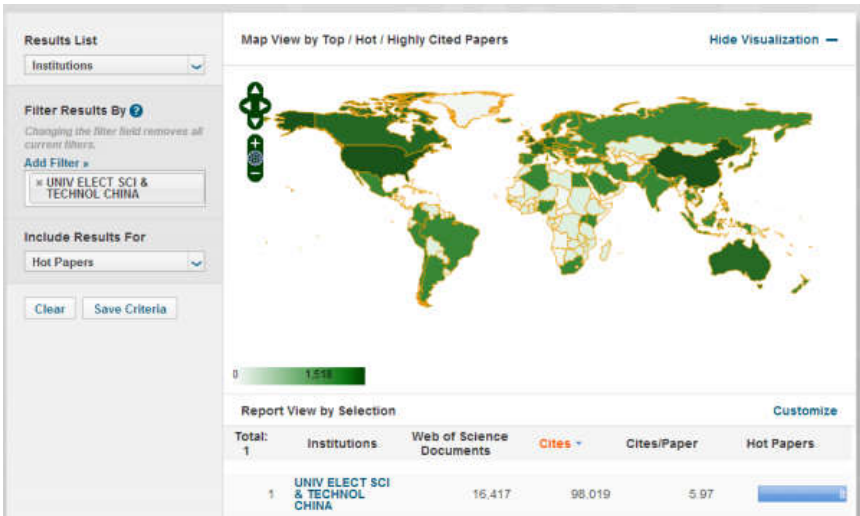 Results List
Institutions
Filter Results By
Changing the filter field removes all
current filters.
Add Filter »
× UNIV ELECT SCI &
TECHNOL CHINA
Include Results For
Hot Papers
Clear Save Criteria
Map View by Top / Hot / Highly Cited Papers
Hide Visualization
0 1,518
Report View by Selection
Customize
Total:
1
Institutions
Web of Science
Documents
Cites
Cites/Paper
Hot Papers
1
UNIV ELECT SCI
& TECHNOL
CHINA
16,417
98,019
5.97